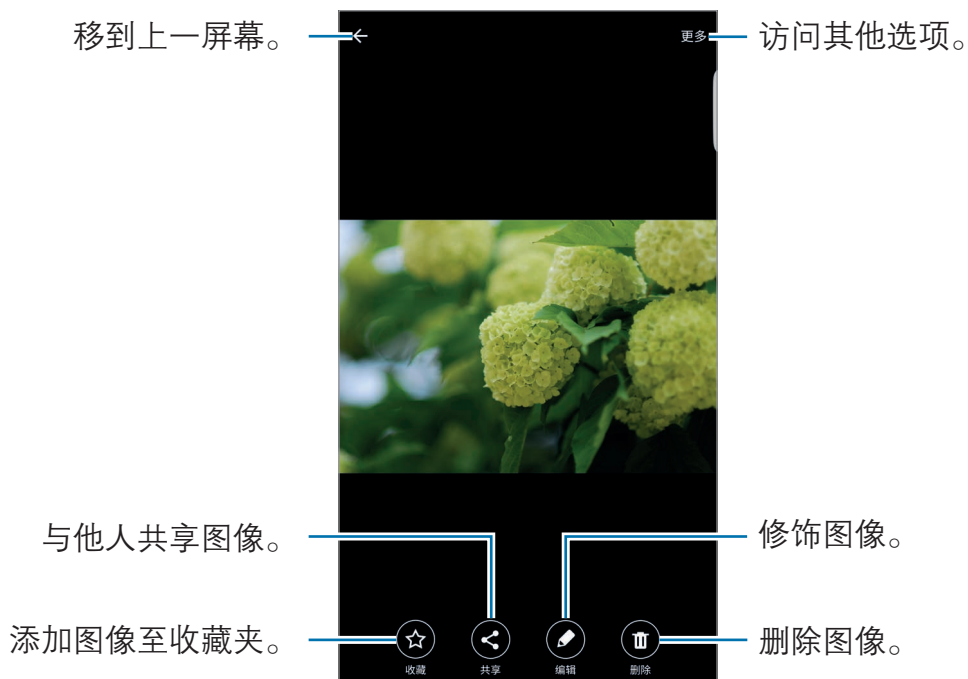 移到上一屏幕。
更多
访问其他选项。
与他人共享图像。
修饰图像。
添加图像至收藏夹。
收藏
共享
编辑
删除
删除图像。